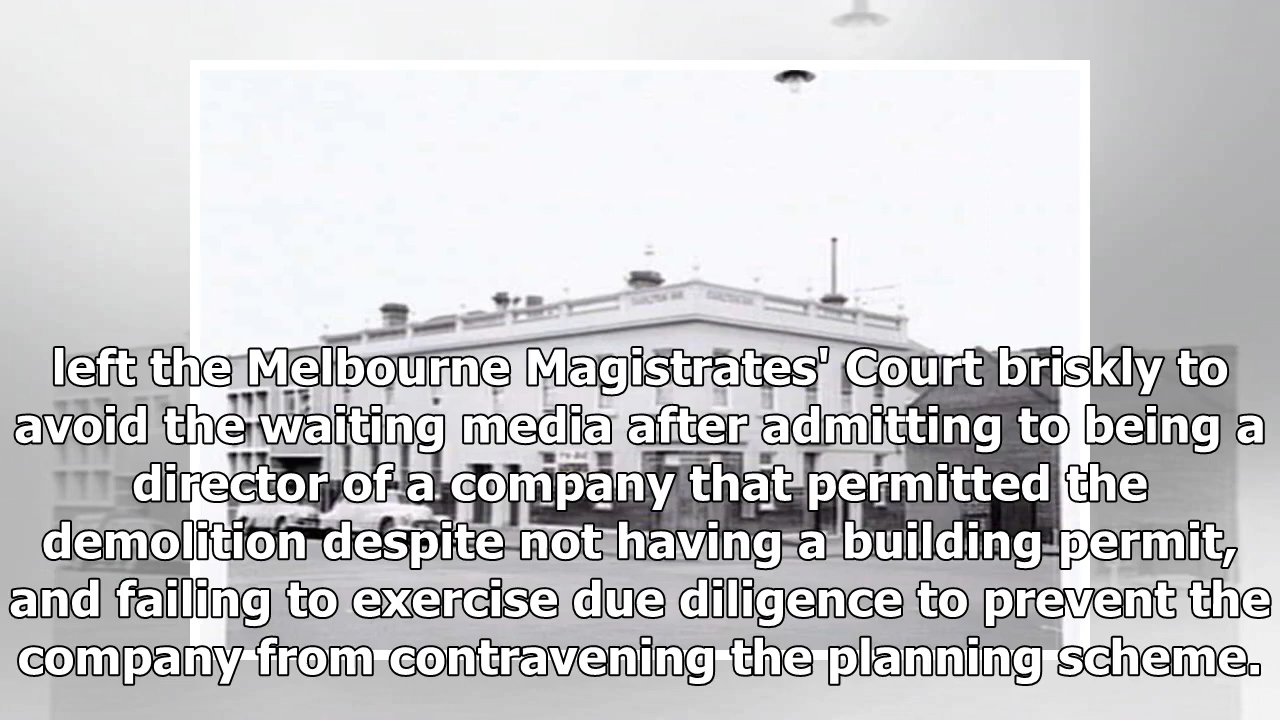 left the Melbourne Magistrates' Court briskly to
avoid the waiting media after admitting to being a
director of a company that permitted the
demolition despite not having a building permit,
and failing to exercise due diligence to prevent the
company from contravening the planning scheme.